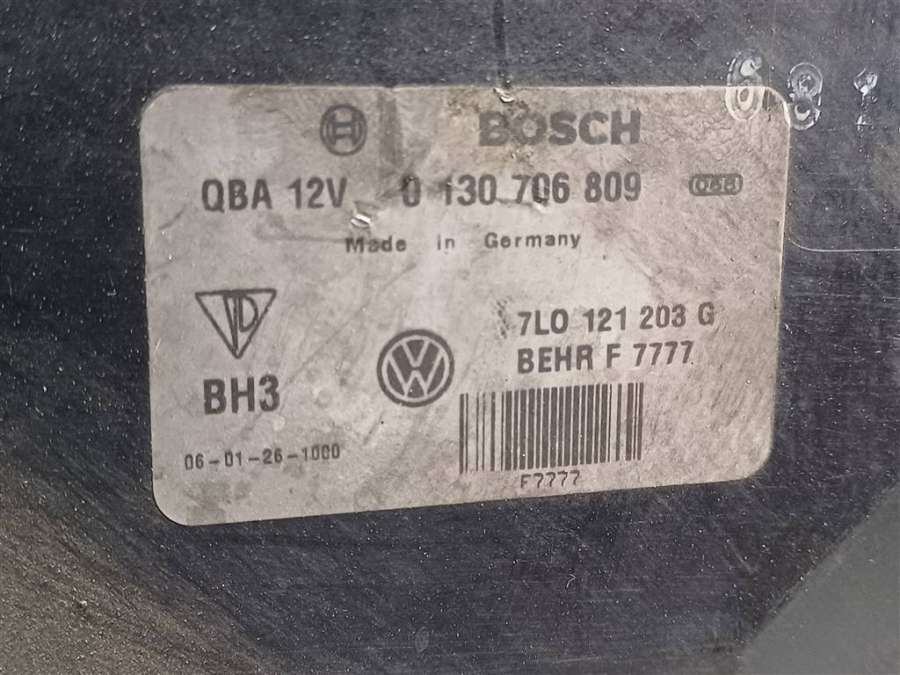 681
BOSCH
QBA 12V 0 130 706 809
Made in Germany
7L0 121 203 G
BEHR F 7777
BH3
06-01-26-1000
F7777